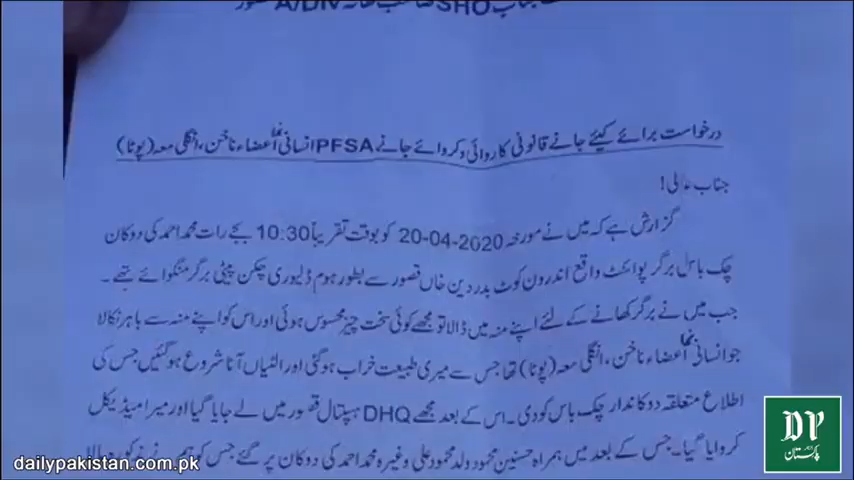 جناب SHO صاحب تھانہ A/DIV قصور
درخواست برائے کیئے جانے قانونی کاروائی و کروائے جانے PFSA انسانی نما اعضاء ناخن، انگلی معہ (پوٹا)
جناب عالی!
گزارش ہے کہ میں نے مورخہ 20-04-2020 کو بوقت تقریباً 10:30 بجے رات محمد احمد کی دوکان
چک باس برگر پوائنٹ واقع اندرون کوٹ بدر دین خاں قصور سے بطور ہوم ڈلیوری چکن پیٹی برگر منگوائے تھے۔
جب میں نے برگر کھانے کے لئے اپنے منہ میں ڈالا تو مجھے کوئی سخت چیز محسوس ہوئی اور اس کو اپنے منہ سے باہر نکالا
جو انسانی نما اعضاء ناخن، انگلی معہ (پوٹا) تھا جس سے میری طبیعت خراب ہو گئی اور الٹیاں آنا شروع ہو گئیں جس کی
اطلاع متعلقہ دوکاندار چک باس کو دی۔ اس کے بعد مجھے DHQ ہسپتال قصور میں لے جایا گیا اور میرا میڈیکل
کروایا گیا۔ جس کے بعد میں ہمراہ حسنین محمود ولد محمود علی وغیرہ محمد احمد کی دوکان پر گئے جس کو ہم نے
DY
پاکستان
dailypakistan.com.pk